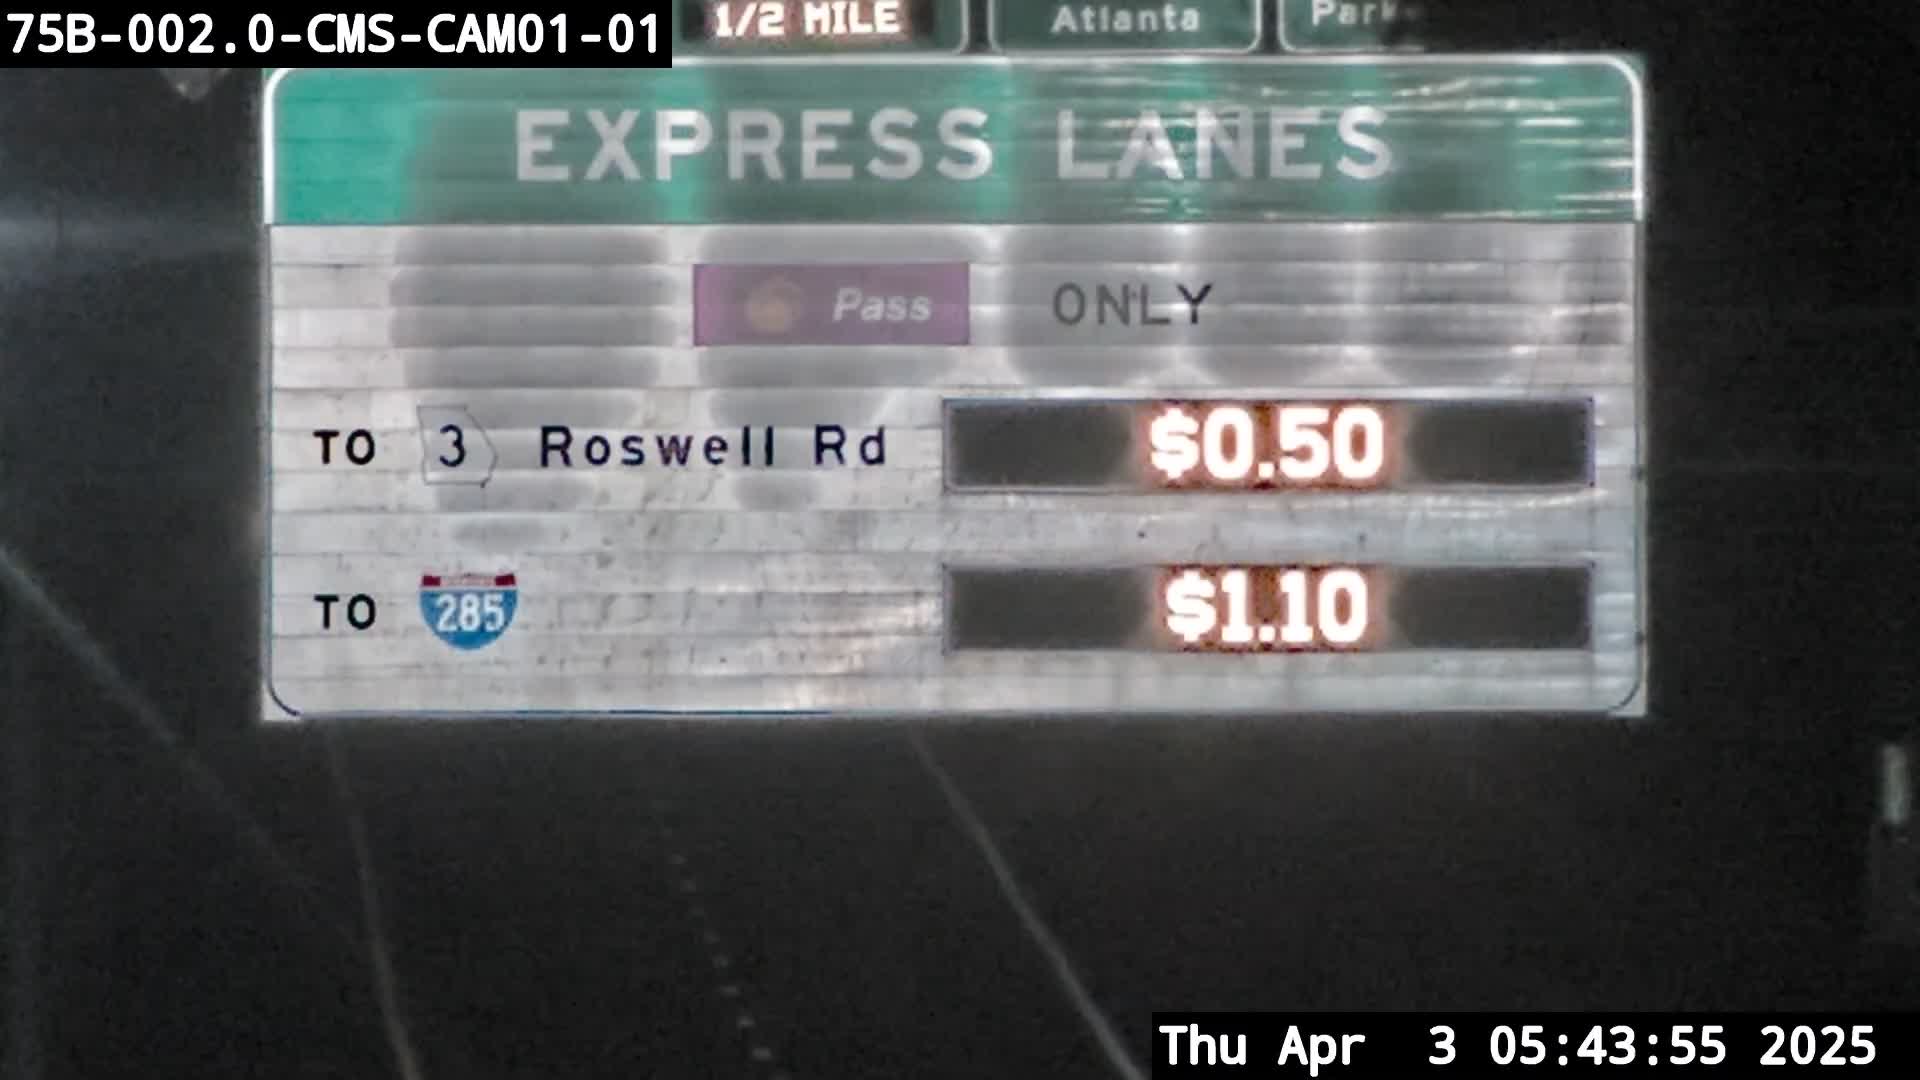 75B-002.0-CMS-CAM01-01
1/2 MILE
Atlanta
EXPRESS LANES
Pass ONLY
TO 3 Roswell Rd $0.50
TO 285 $1.10
Thu Apr 3 05:43:55 2025